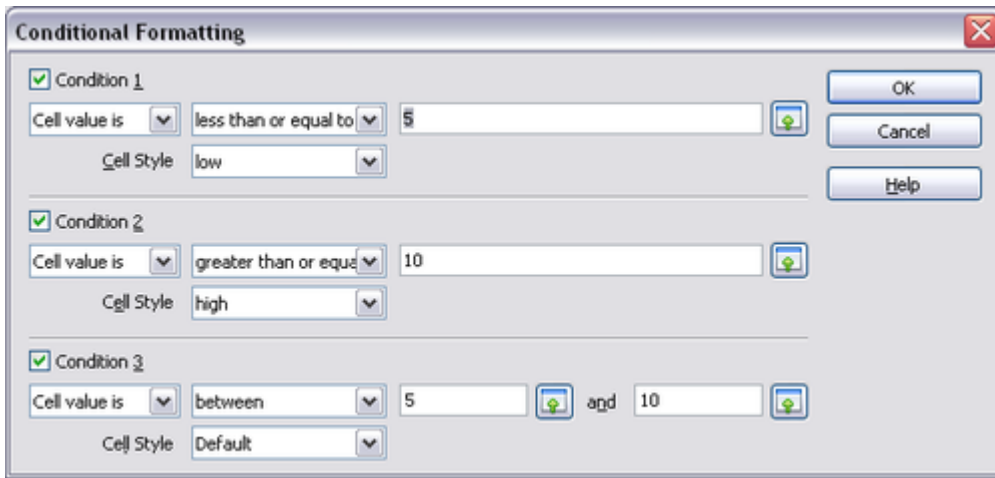 Conditional Formatting
Condition 1
OK
Cell value is less than or equal to 5
Cancel
Cell Style low
Help
Condition 2
Cell value is greater than or equa 10
Cell Style high
Condition 3
Cell value is between 5 and 10
Cell Style Default